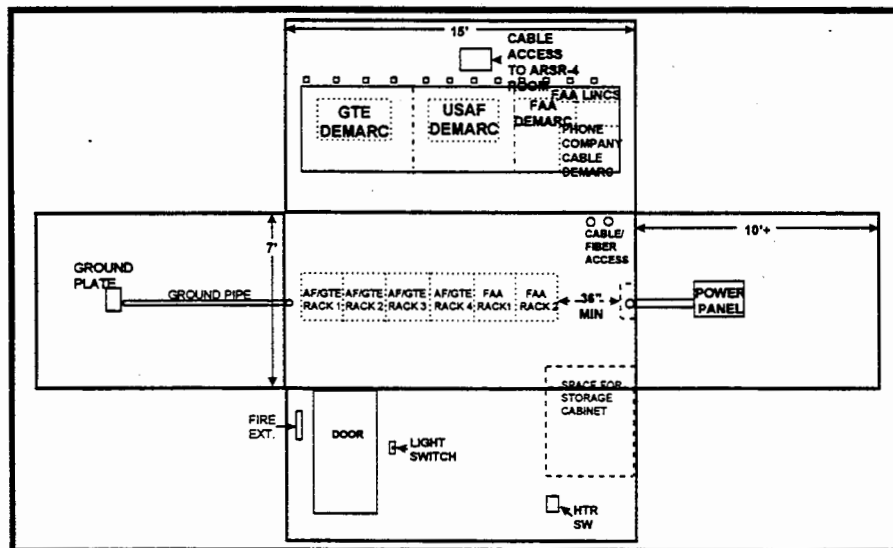 15'
CABLE
ACCESS
TO ARSR-4
ROOM
FAA LINCS
GTE
DEMARC
USAF
DEMARC
FAA
DEMARC
PHONE
COMPANY
CABLE
DEMARC
7'
10'+
CABLE/
FIBER
ACCESS
GROUND
PLATE
GROUND PIPE
AF/GTE
RACK 1
AF/GTE
RACK 2
AF/GTE
RACK 3
AF/GTE
RACK 4
FAA
RACK1
FAA
RACK 2
36"
MIN
POWER
PANEL
SPACE FOR
STORAGE
CABINET
FIRE
EXT.
DOOR
LIGHT
SWITCH
HTR
SW